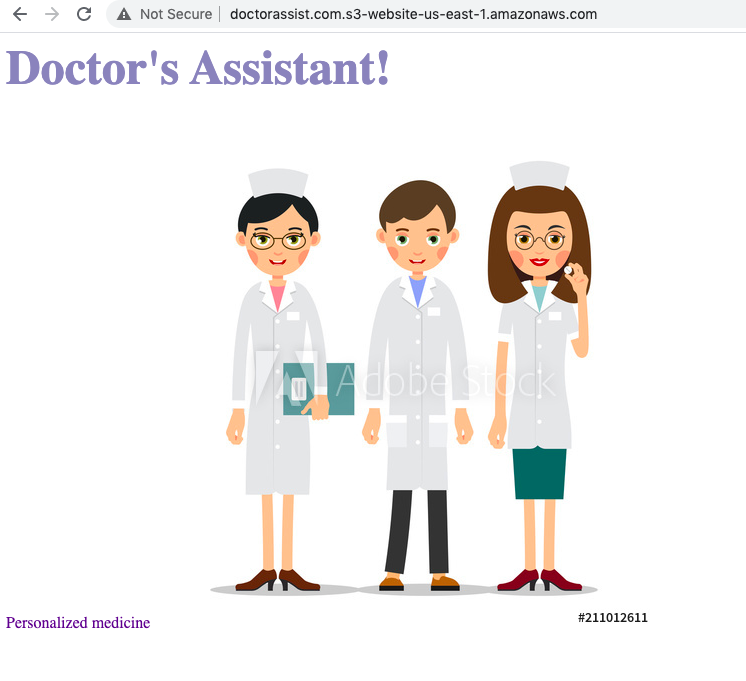 Not Secure doctorassist.com.s3-website-us-east-1.amazonaws.com
Doctor's Assistant!
Adobe Stock
#211012611
Personalized medicine